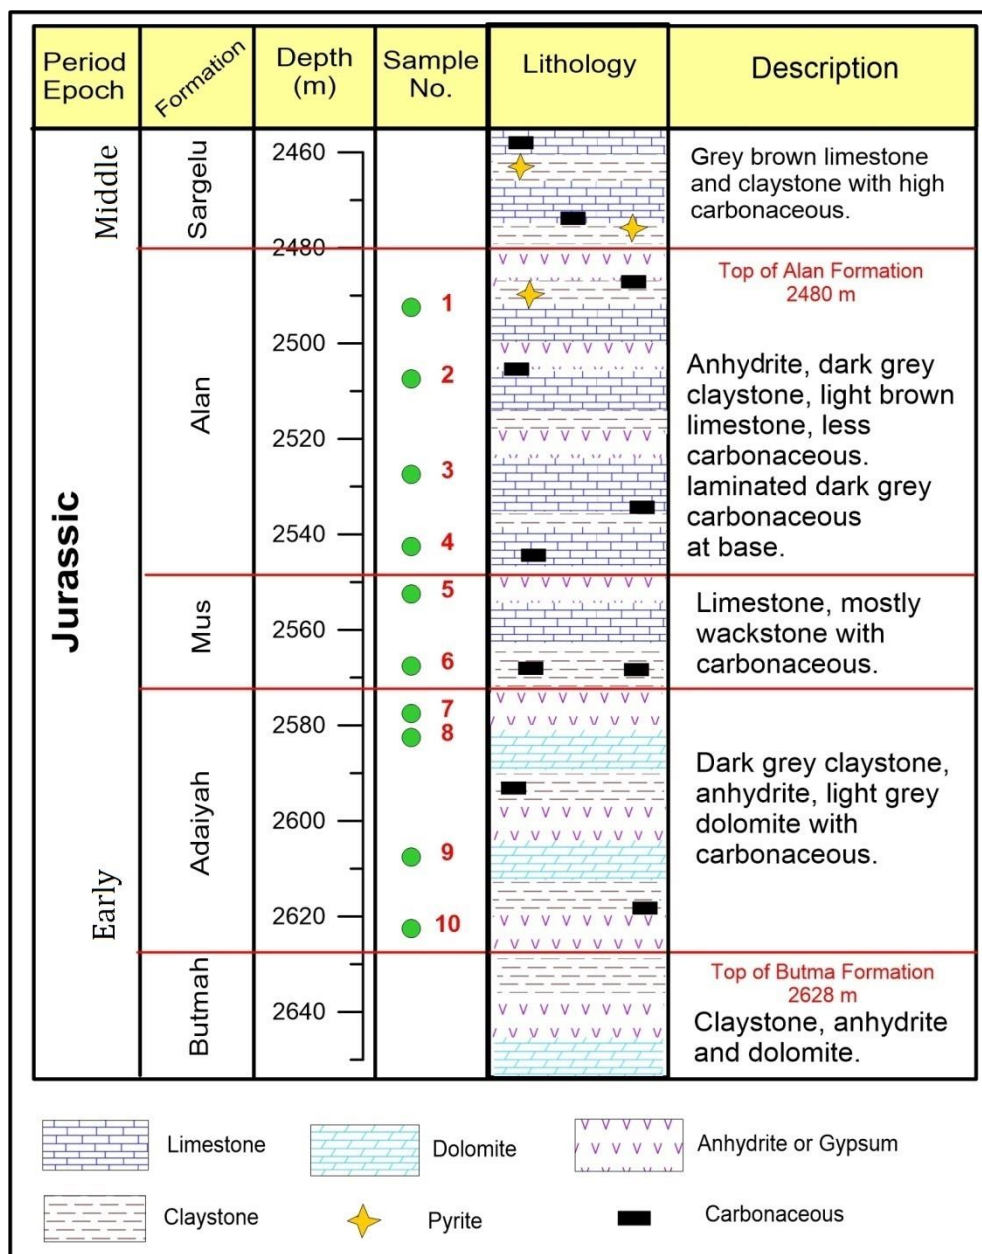 Period
Epoch
Formation
Depth
(m)
Sample
No.
Lithology
Description
Jurassic
Middle
Early
Sargelu
Alan
Mus
Adaiyah
Butmah
2460
2480
2500
2520
2540
2560
2580
2600
2620
2640
1
2
3
4
5
6
7
8
9
10
Grey brown limestone
and claystone with high
carbonaceous.
Top of Alan Formation
2480 m
Anhydrite, dark grey
claystone, light brown
limestone, less
carbonaceous.
laminated dark grey
carbonaceous
at base.
Limestone, mostly
wackstone with
carbonaceous.
Dark grey claystone,
anhydrite, light grey
dolomite with
carbonaceous.
Top of Butma Formation
2628 m
Claystone, anhydrite
and dolomite.
Limestone
Dolomite
Anhydrite or Gypsum
Claystone
Pyrite
Carbonaceous